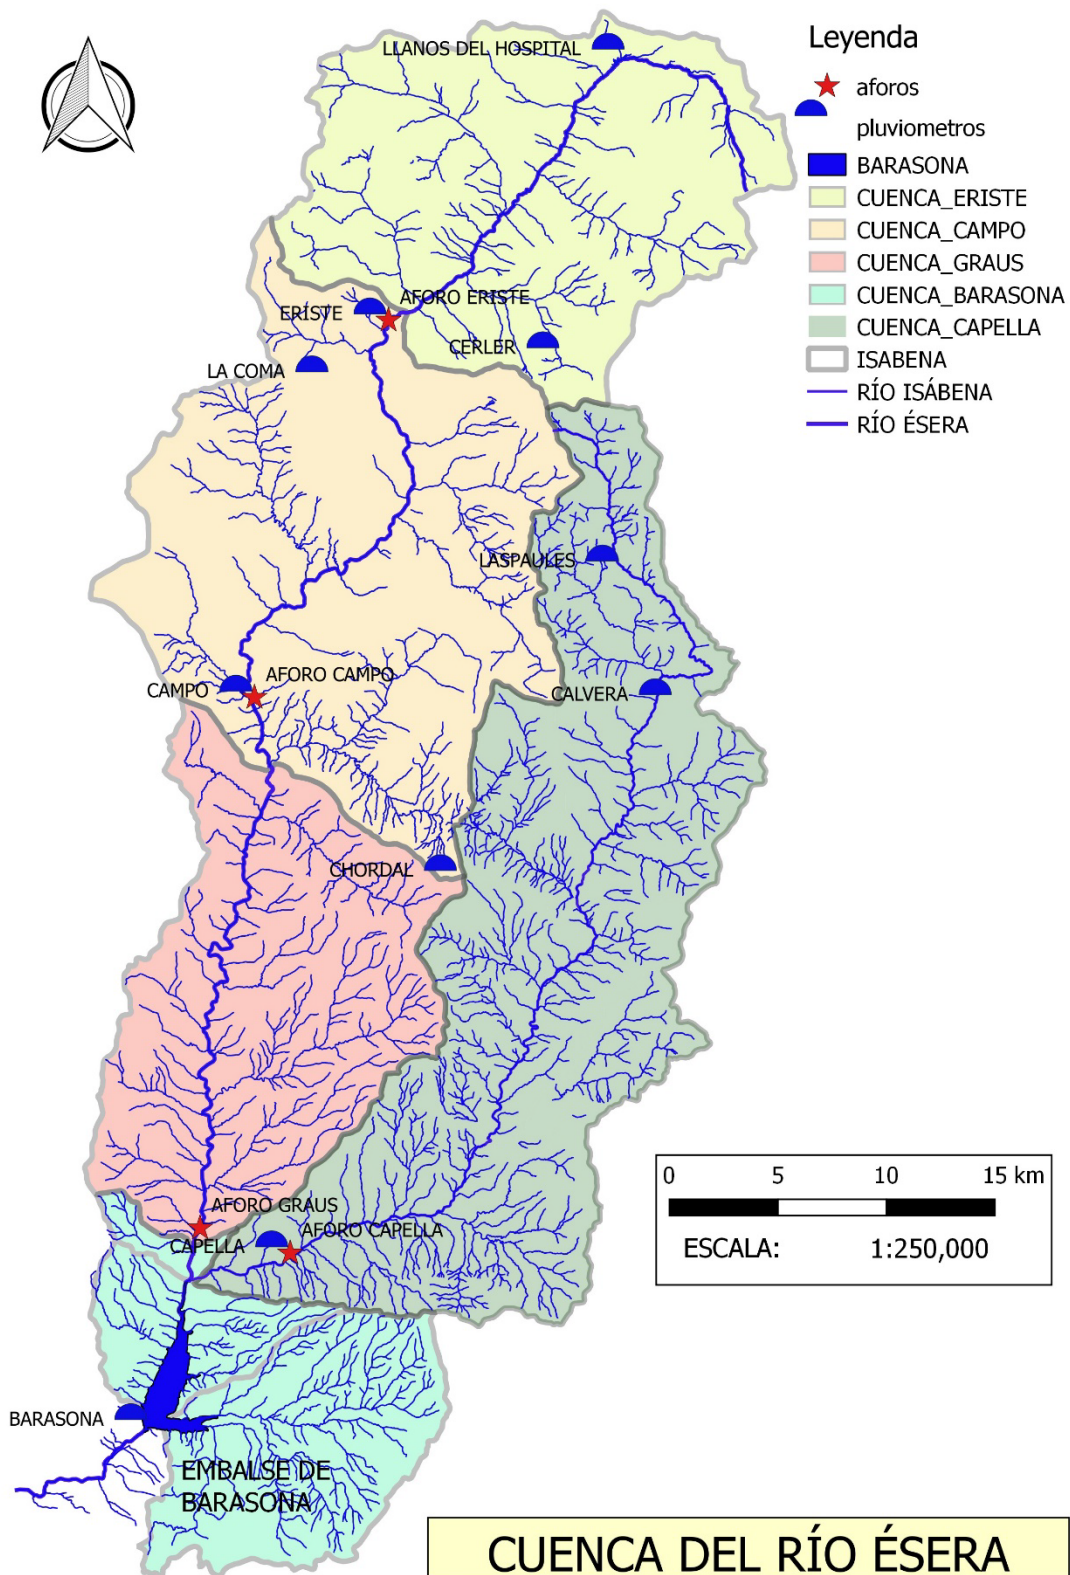 LLANOS DEL HOSPITAL
Leyenda
aforos
pluviometros
BARASONA
CUENCA_ERISTE
CUENCA_CAMPO
CUENCA_GRAUS
CUENCA_BARASONA
CUENCA_CAPELLA
ISABENA
RÍO ISÁBENA
RÍO ÉSERA
AFORO ERISTE
ERISTE
CERLER
LA COMA
LASPAULES
AFORO CAMPO
CAMPO
CALVERA
CHORDAL
0 5 10 15 km
ESCALA: 1:250,000
AFORO GRAUS
AFORO CAPELLA
CAPELLA
BARASONA
EMBALSE DE
BARASONA
CUENCA DEL RÍO ÉSERA